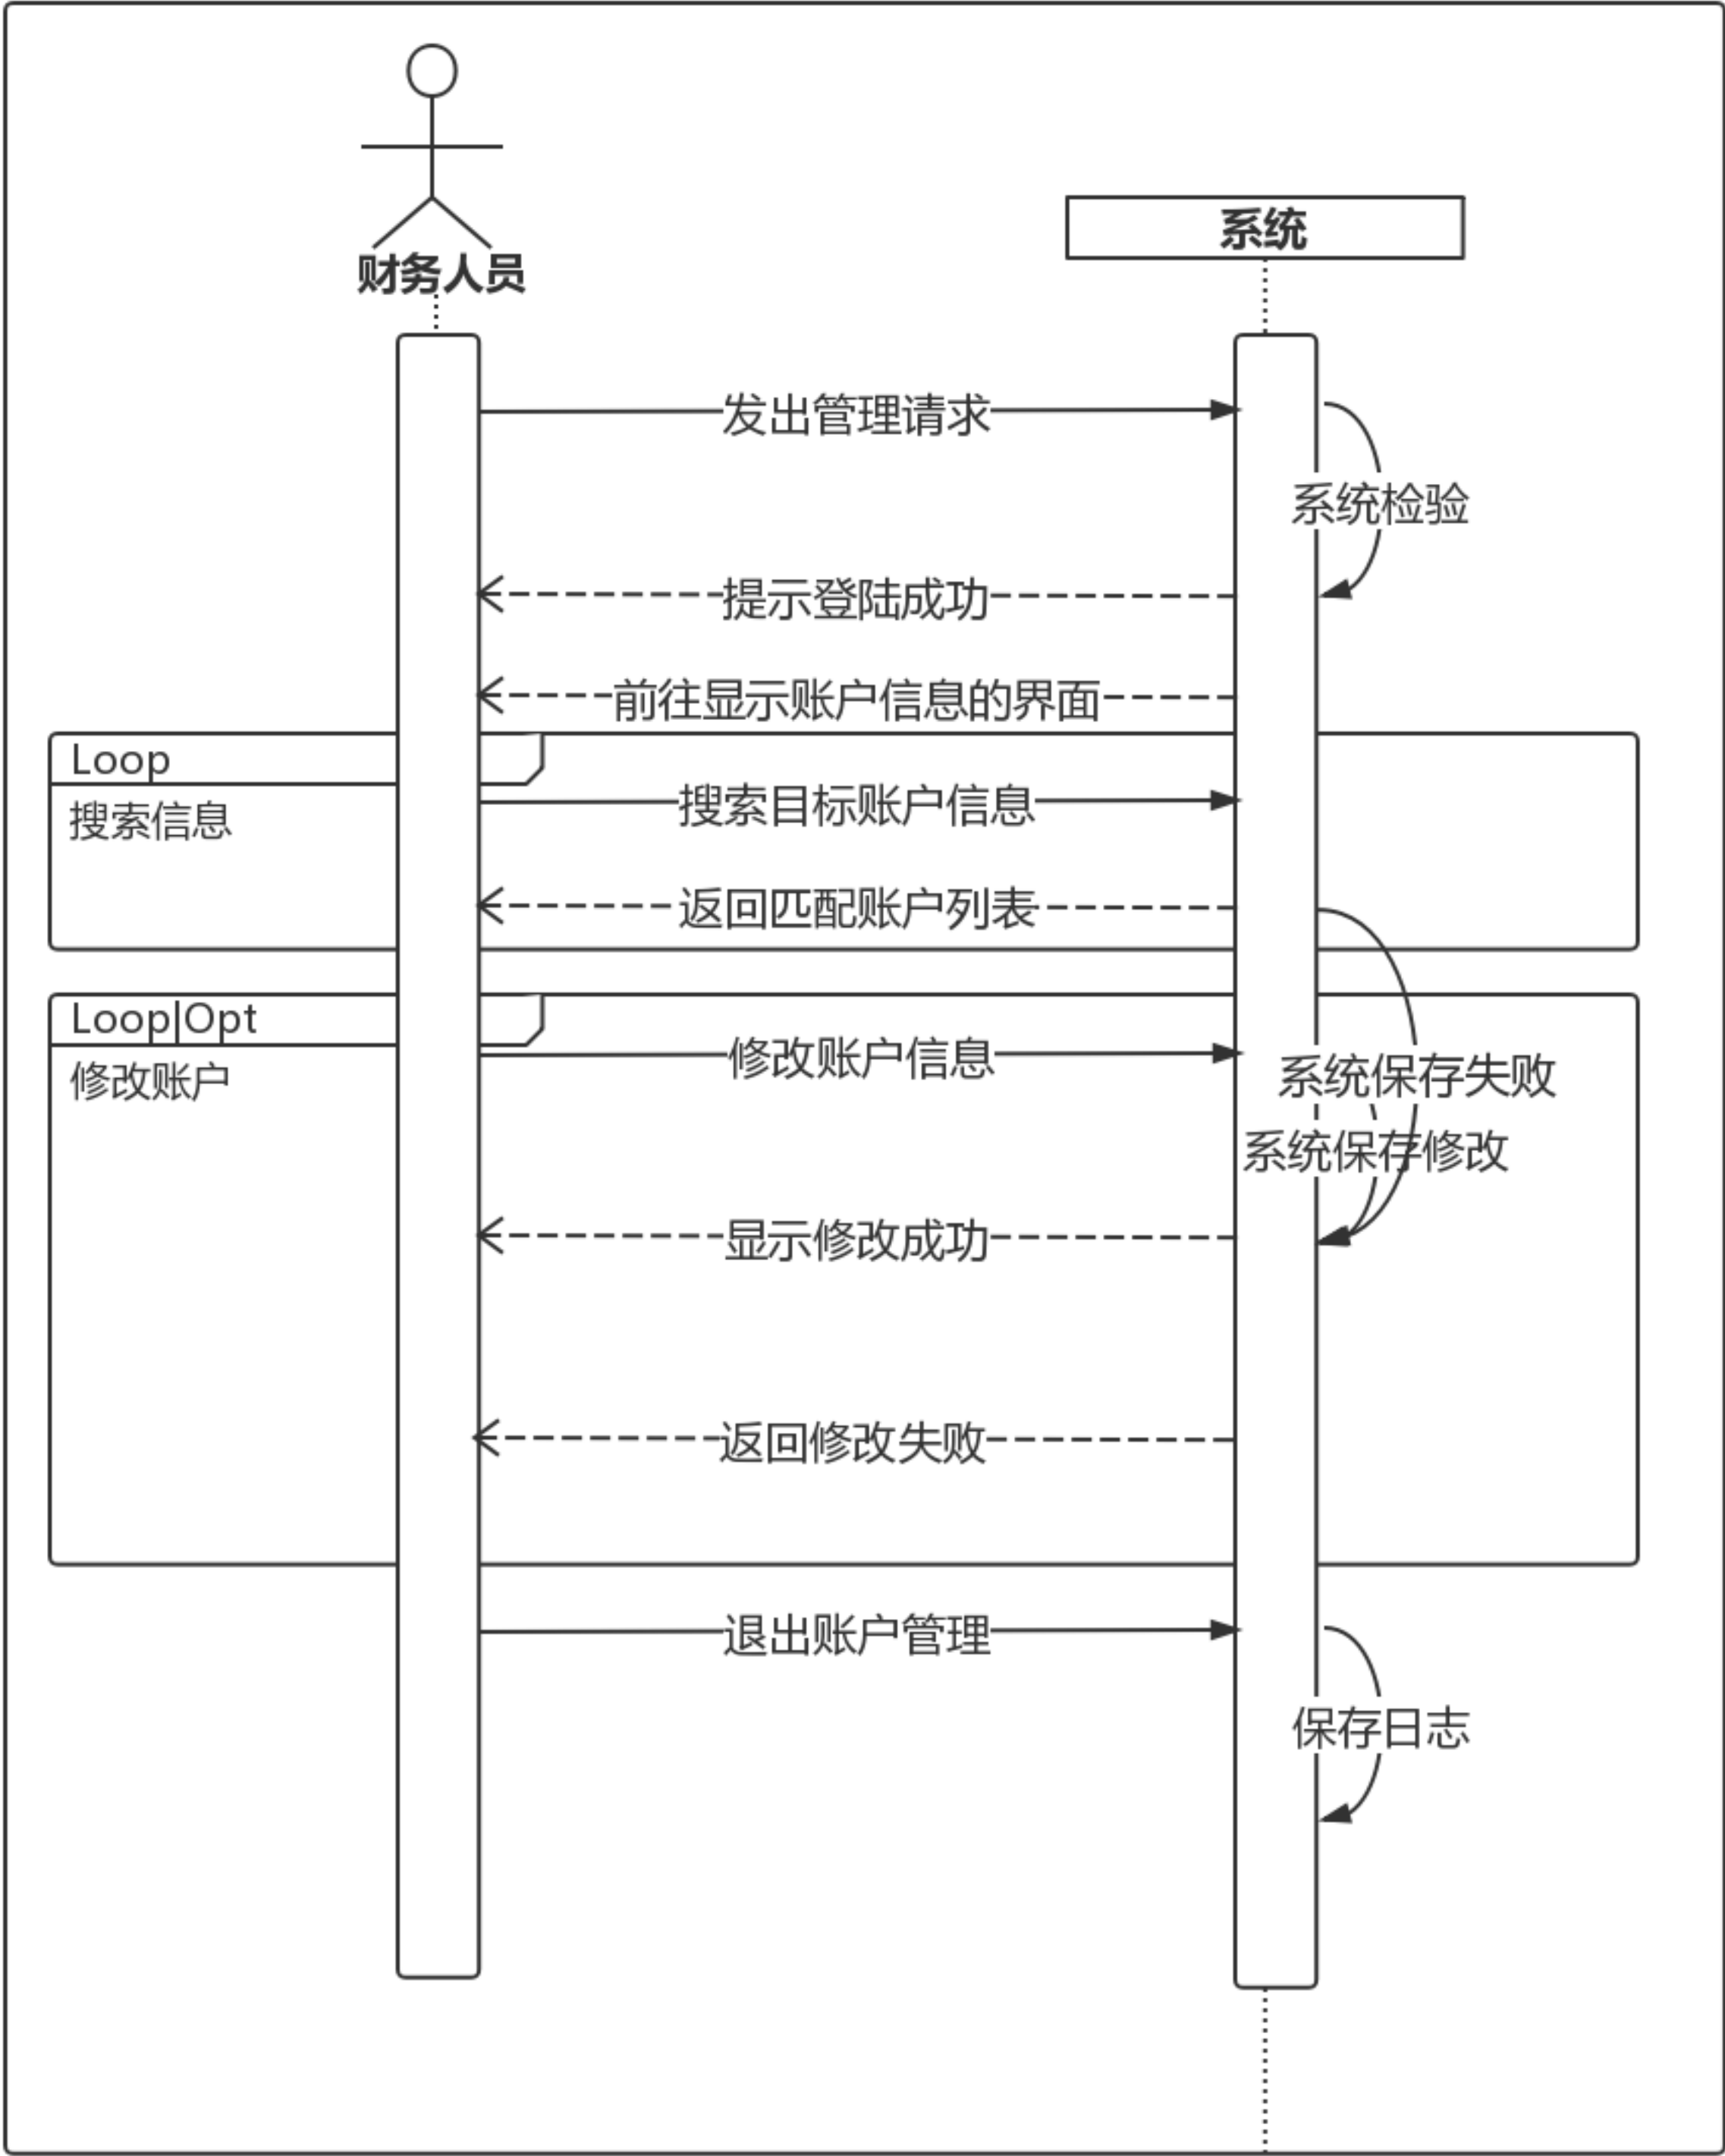 财务人员
系统
发出管理请求
系统检验
提示登陆成功
前往显示账户信息的界面
Loop
搜索信息
搜索目标账户信息
返回匹配账户列表
Loop|Opt
修改账户
修改账户信息
系统保存失败
系统保存修改
显示修改成功
返回修改失败
退出账户管理
保存日志